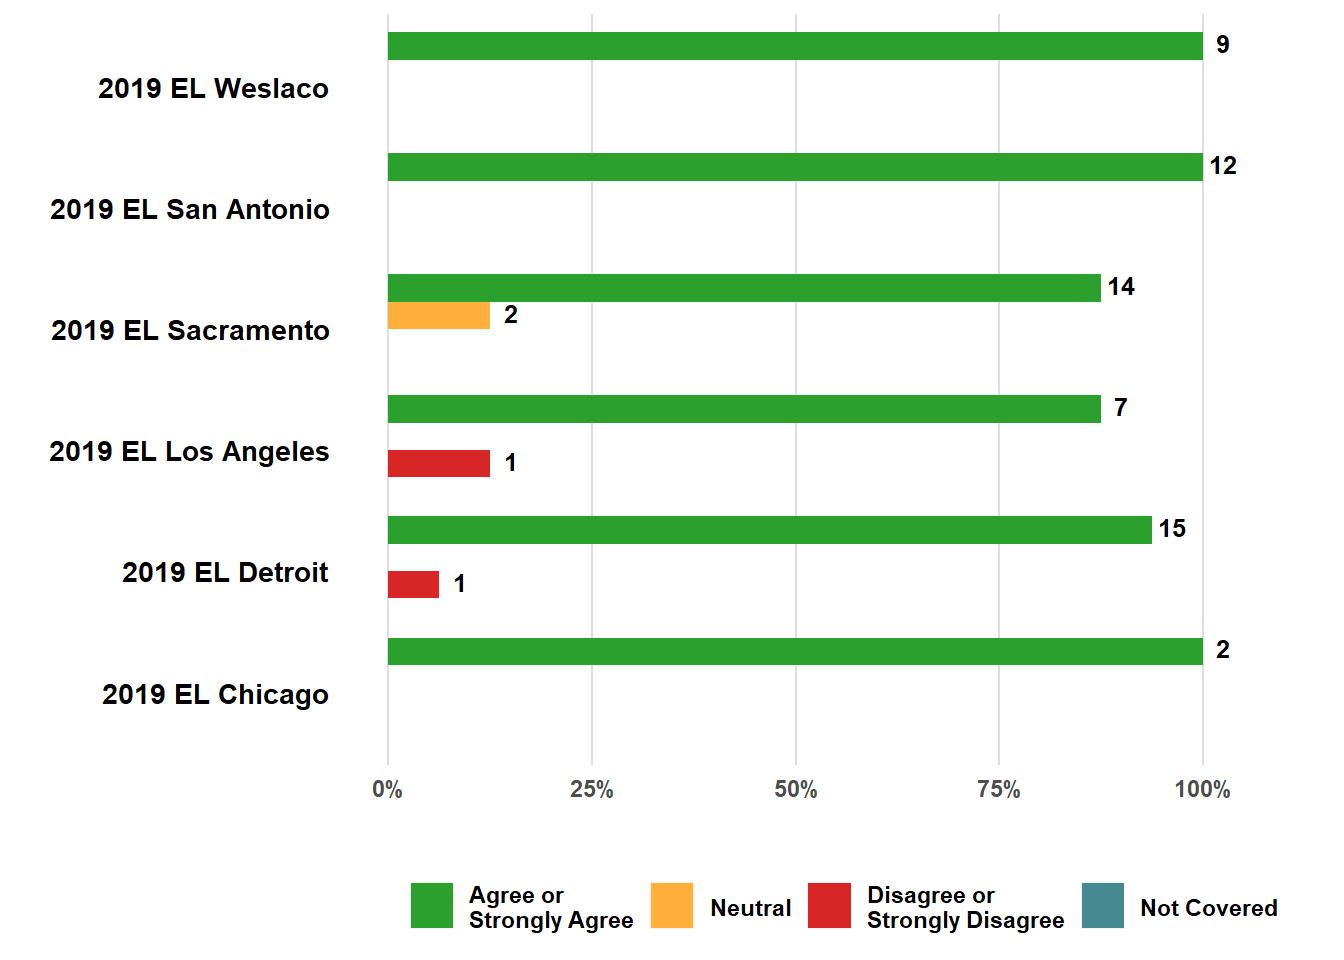 9
2019 EL Weslaco
12
2019 EL San Antonio
14
2
2019 EL Sacramento
7
2019 EL Los Angeles
1
15
2019 EL Detroit
1
2
2019 EL Chicago
0% 25% 50% 75% 100%
Agree or
Strongly Agree
Neutral
Disagree or
Strongly Disagree
Not Covered